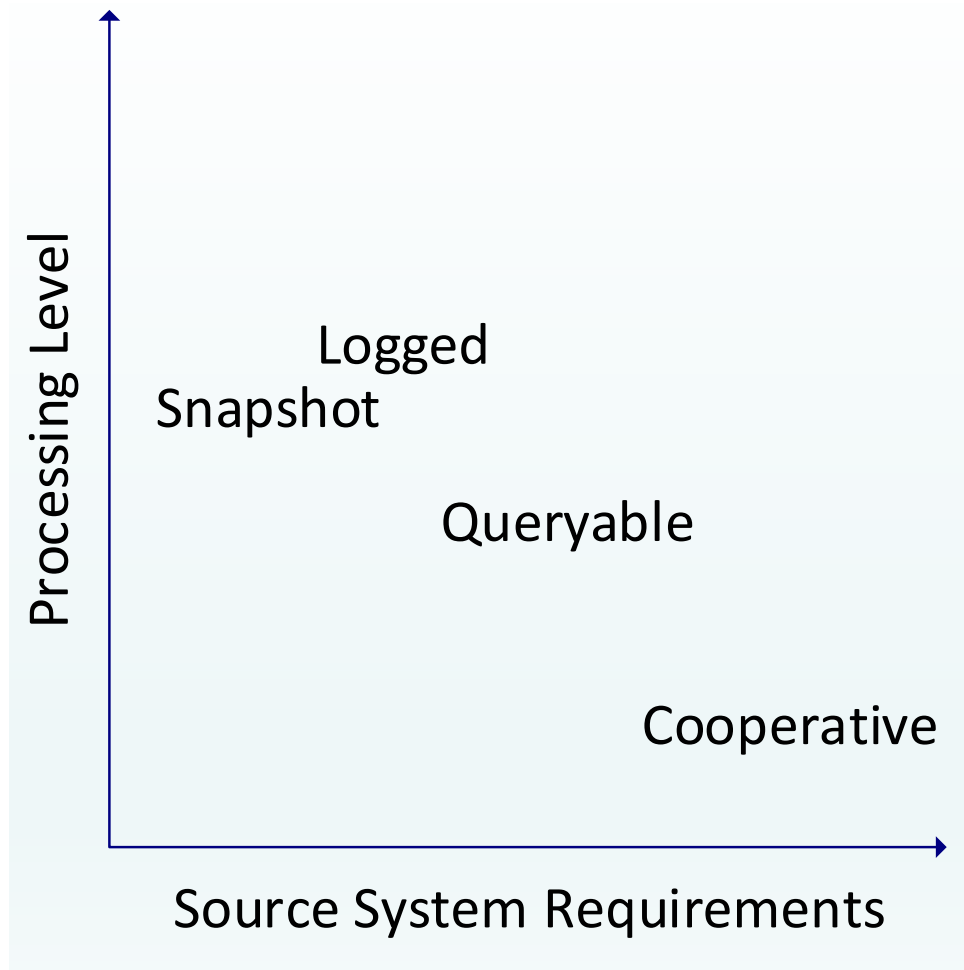 Processing Level
Logged
Snapshot
Queryable
Cooperative
Source System Requirements